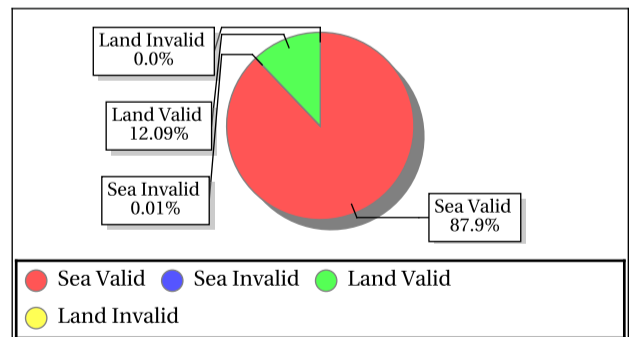 Land Invalid
0.0%
Land Valid
12.09%
Sea Invalid
0.01%
Sea Valid
87.9%
Sea Valid Sea Invalid Land Valid
Land Invalid